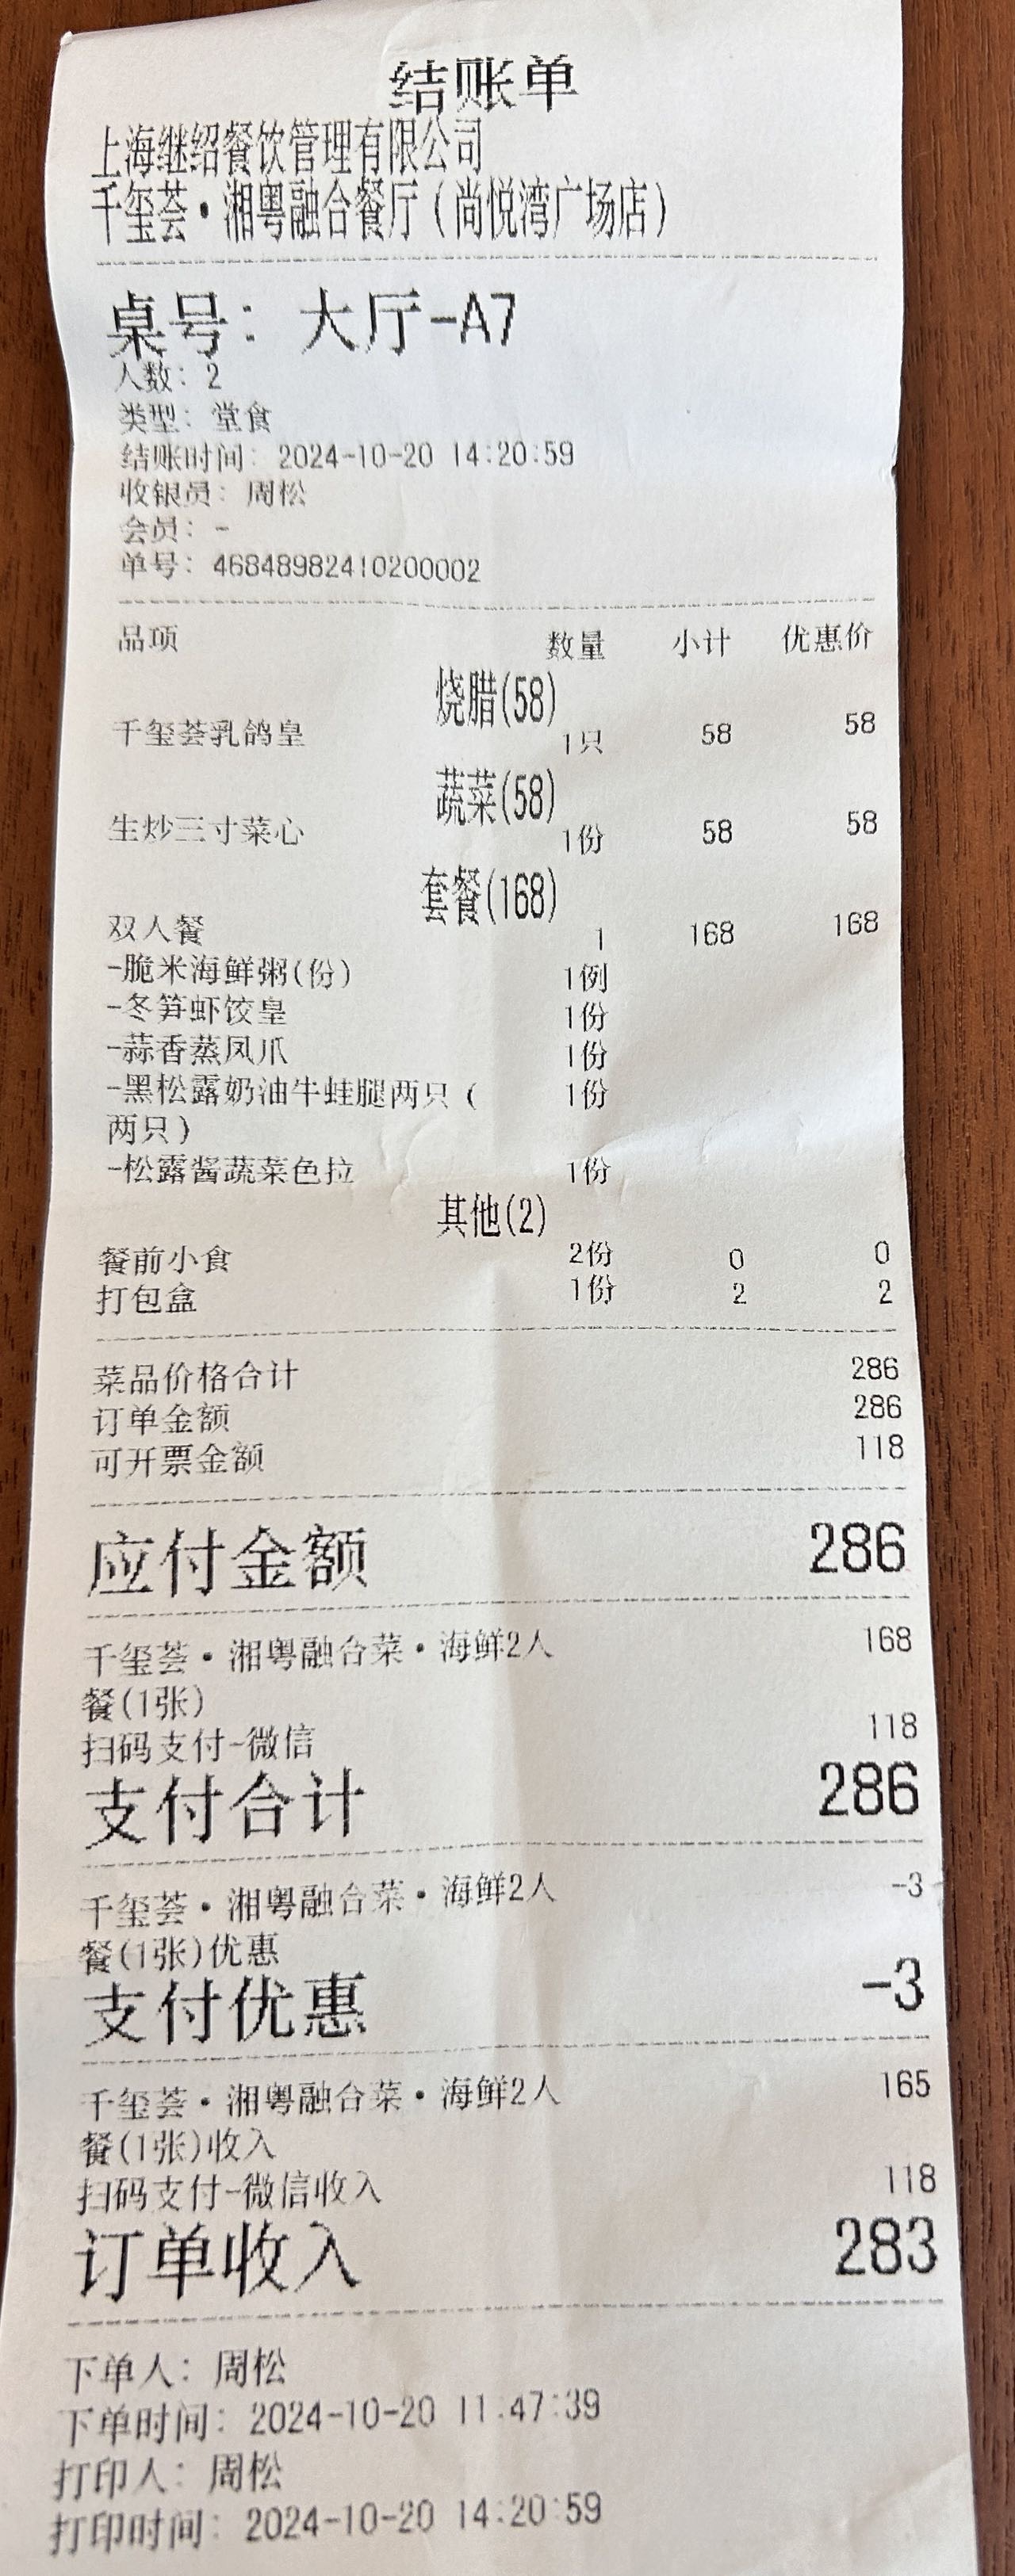 结账单
上海继绍餐饮管理有限公司
千玺荟·湘粤融合餐厅(尚悦湾广场店)
桌号: 大厅-A7
人数: 2
类型: 堂食
结账时间: 2024-10-20 14:20:59
收银员: 周松
会员: -
单号: 46848982410200002
品项 数量 小计 优惠价
烧腊(58)
千玺荟乳鸽皇 1只 58 58
蔬菜(58)
生炒三寸菜心 1份 58 58
套餐(168)
双人餐 1 168 168
-脆米海鲜粥(份) 1例
-冬笋虾饺皇 1份
-蒜香蒸凤爪 1份
-黑松露奶油牛蛙腿两只( 1份
两只)
-松露酱蔬菜色拉 1份
其他(2)
餐前小食 2份 0 0
打包盒 1份 2 2
菜品价格合计 286
订单金额 286
可开票金额 118
应付金额 286
千玺荟·湘粤融合菜·海鲜2人 168
餐(1张)
扫码支付-微信 118
支付合计 286
千玺荟·湘粤融合菜·海鲜2人 -3
餐(1张)优惠
支付优惠 -3
千玺荟·湘粤融合菜·海鲜2人 165
餐(1张)收入
扫码支付-微信收入 118
订单收入 283
下单人: 周松
下单时间: 2024-10-20 11:47:39
打印人: 周松
打印时间: 2024-10-20 14:20:59